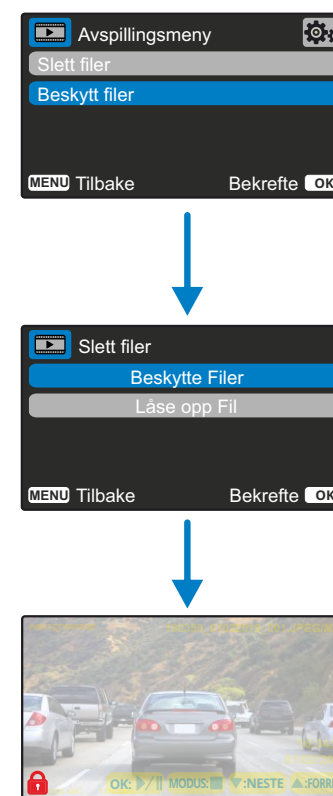 Avspillingsmeny
Slett filer
Beskytt filer
MENU Tilbake Bekrefte OK
Slett filer
Beskytte Filer
Låse opp Fil
MENU Tilbake Bekrefte OK
OK: MODUS: ▼:NESTE ▲:FORRI